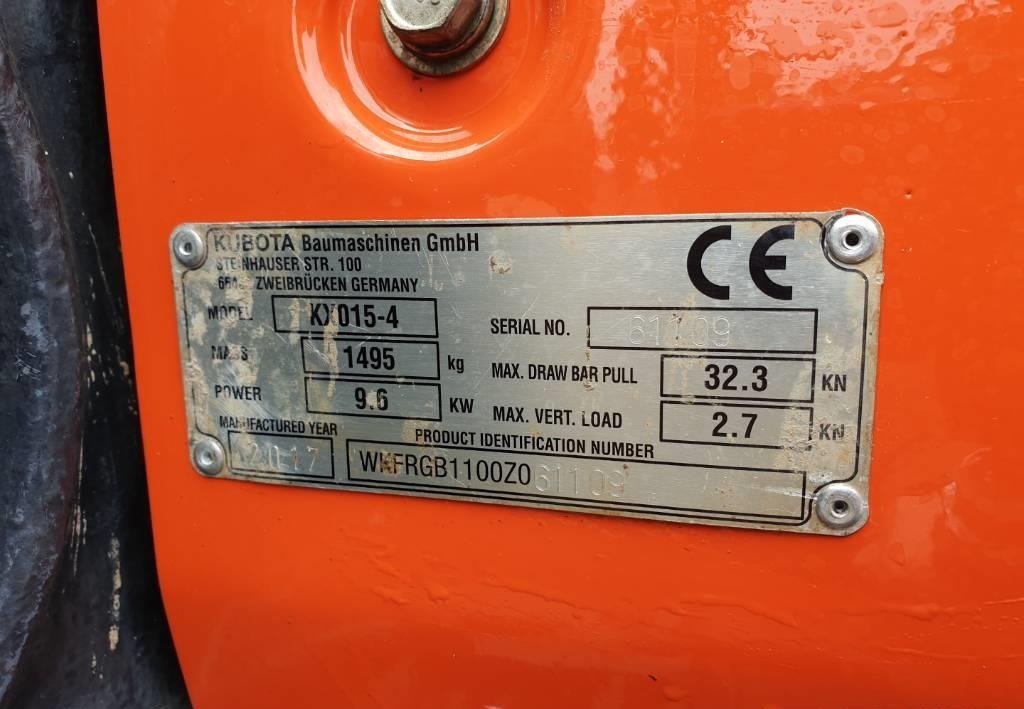 KUBOTA Baumaschinen GmbH
STEINHAUSER STR. 100
ZWEIBRÜCKEN GERMANY
CE
MODEL KX015-4
SERIAL NO. 61109
MASS 1495 kg
MAX. DRAW BAR PULL 32.3 KN
POWER 9.6 KW
MAX. VERT. LOAD 2.7 KN
MANUFACTURED YEAR
2017
PRODUCT IDENTIFICATION NUMBER
WKFRGB1100Z061109